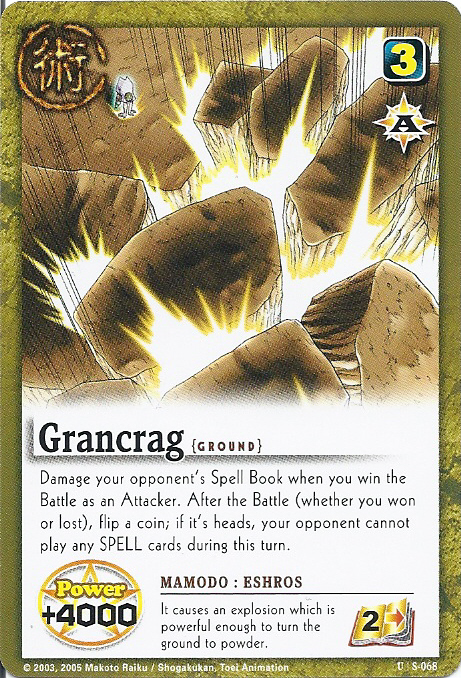 術
3
A
Grancrag {GROUND}
Damage your opponent's Spell Book when you win the
Battle as an Attacker. After the Battle (whether you won
or lost), flip a coin; if it's heads, your opponent cannot
play any SPELL cards during this turn.
Power
+4000
MAMODO : ESHROS
It causes an explosion which is
powerful enough to turn the
ground to powder.
2
© 2003, 2005 Makoto Raiku / Shogakukan, Toei Animation
U S-068